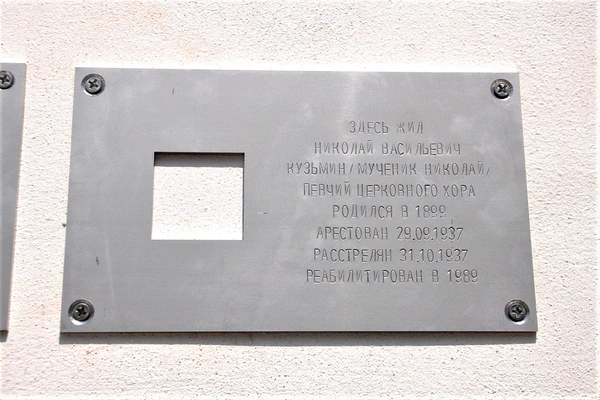 ЗДЕСЬ ЖИЛ
НИКОЛАЙ ВАСИЛЬЕВИЧ
КУЗЬМИН/МУЧЕНИК НИКОЛАЙ/
ПЕВЧИЙ ЦЕРКОВНОГО ХОРА
РОДИЛСЯ В 1899
АРЕСТОВАН 29.09.1937
РАССТРЕЛЯН 31.10.1937
РЕАБИЛИТИРОВАН В 1989